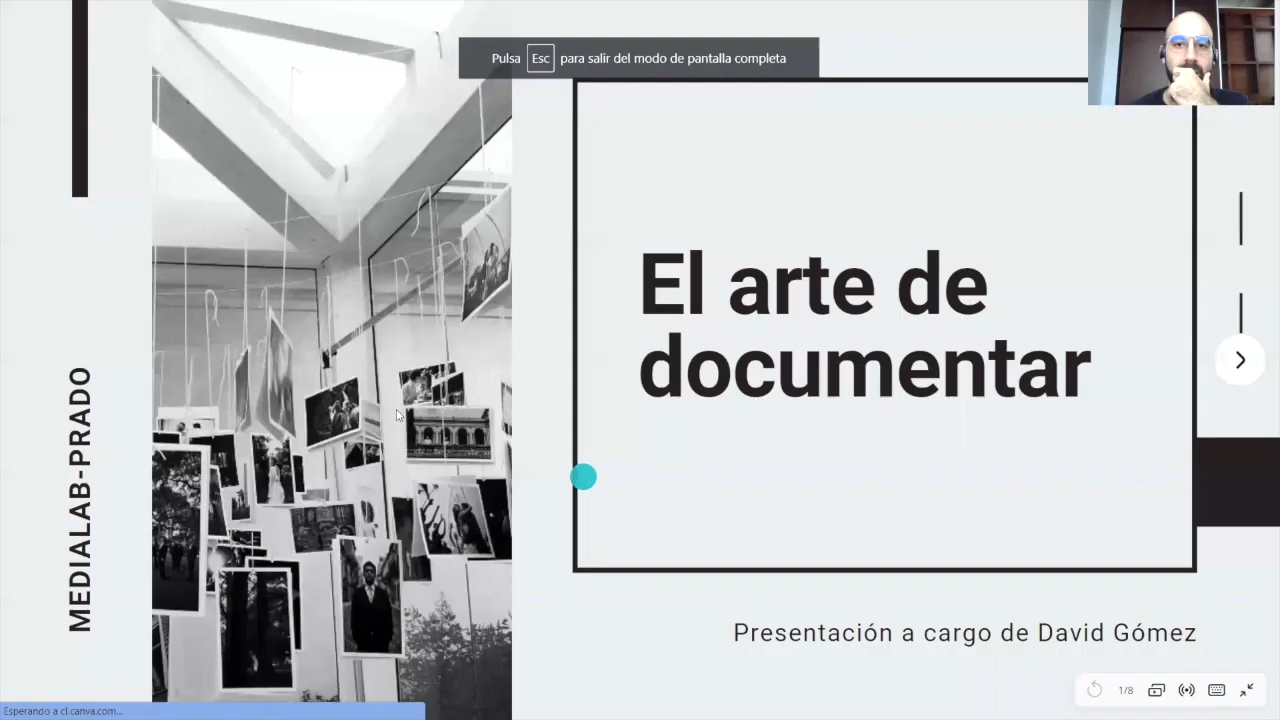 Pulsa Esc para salir del modo de pantalla completa
MEDIALAB-PRADO
El arte de
documentar
Presentación a cargo de David Gómez
1/8
Esperando a cl.canva.com...